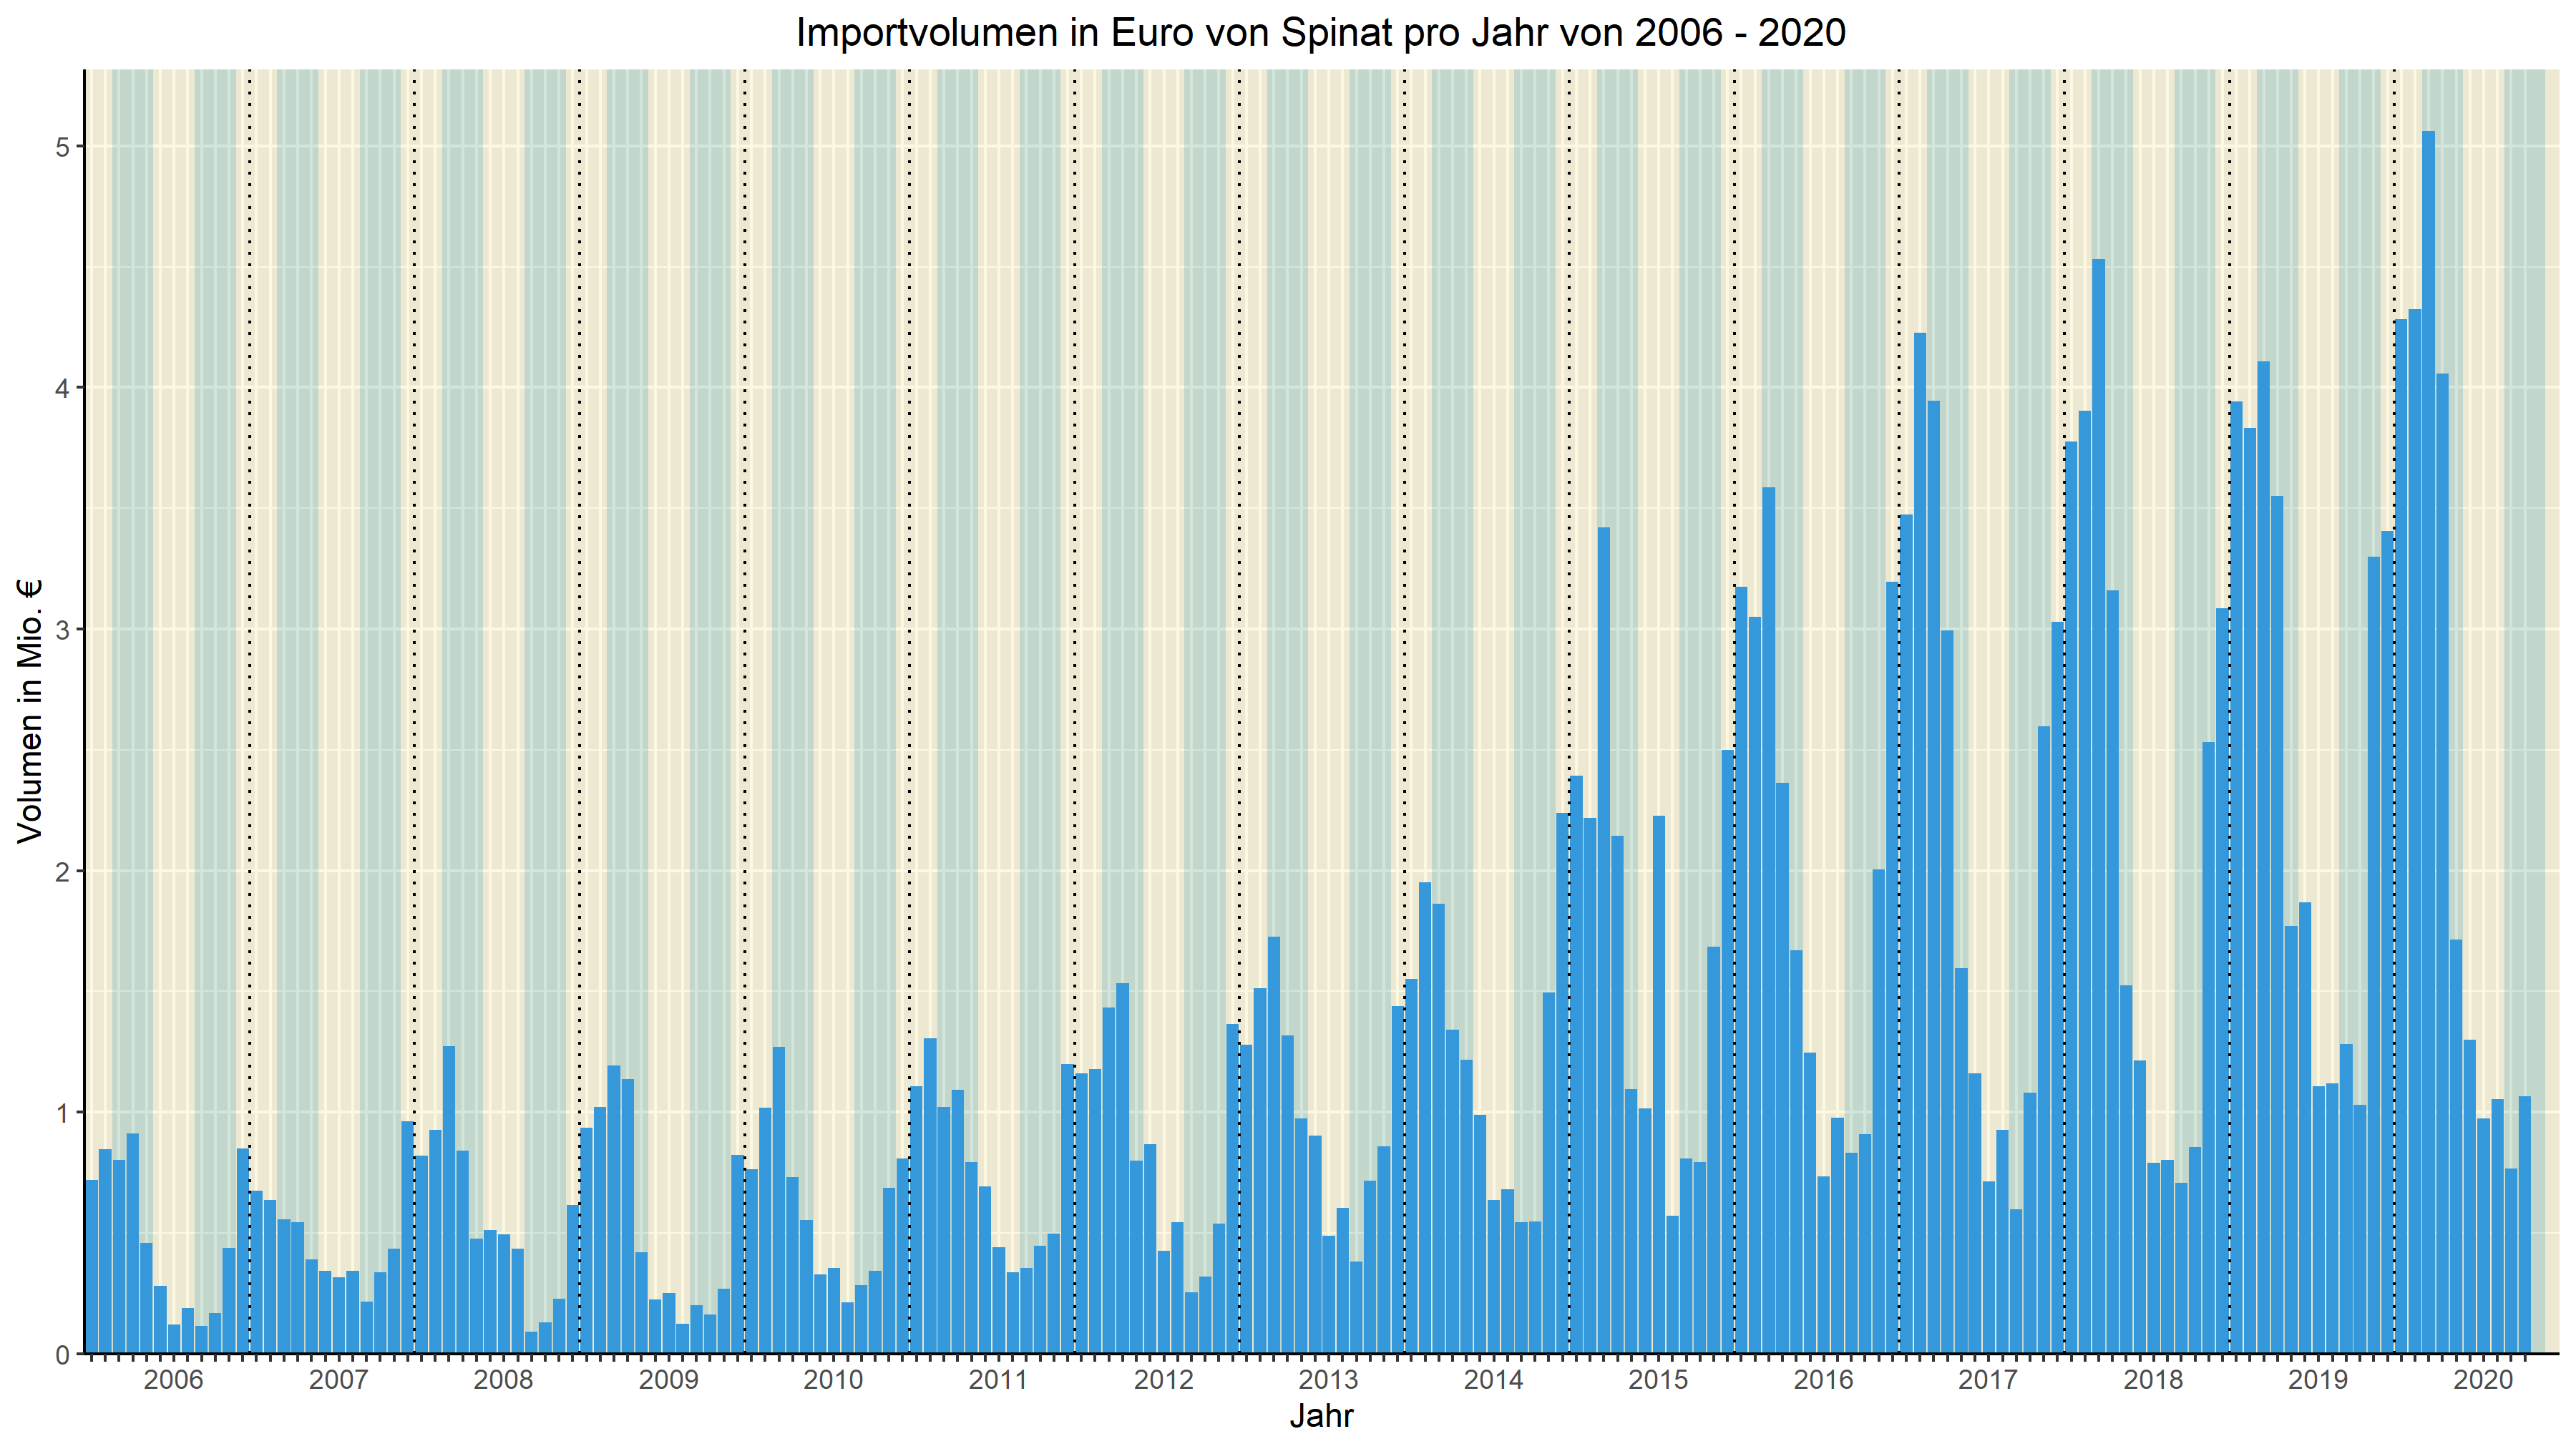 Importvolumen in Euro von Spinat pro Jahr von 2006 - 2020
Volumen in Mio. €
5
4
3
2
1
0
2006 2007 2008 2009 2010 2011 2012 2013 2014 2015 2016 2017 2018 2019 2020
Jahr